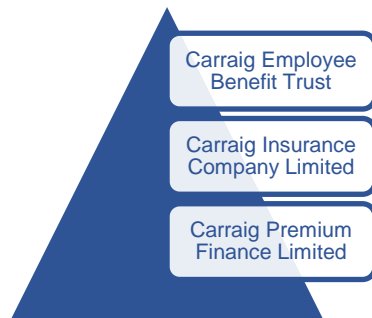 Carraig Employee
Benefit Trust
Carraig Insurance
Company Limited
Carraig Premium
Finance Limited